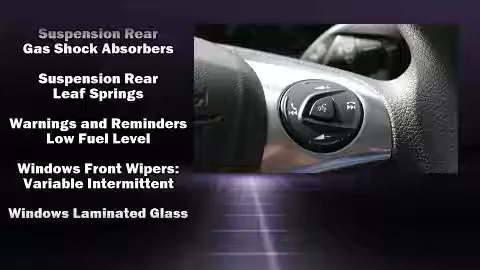 Suspension Rear
Gas Shock Absorbers
Suspension Rear
Leaf Springs
Warnings and Reminders
Low Fuel Level
Windows Front Wipers:
Variable Intermittent
Windows Laminated Glass